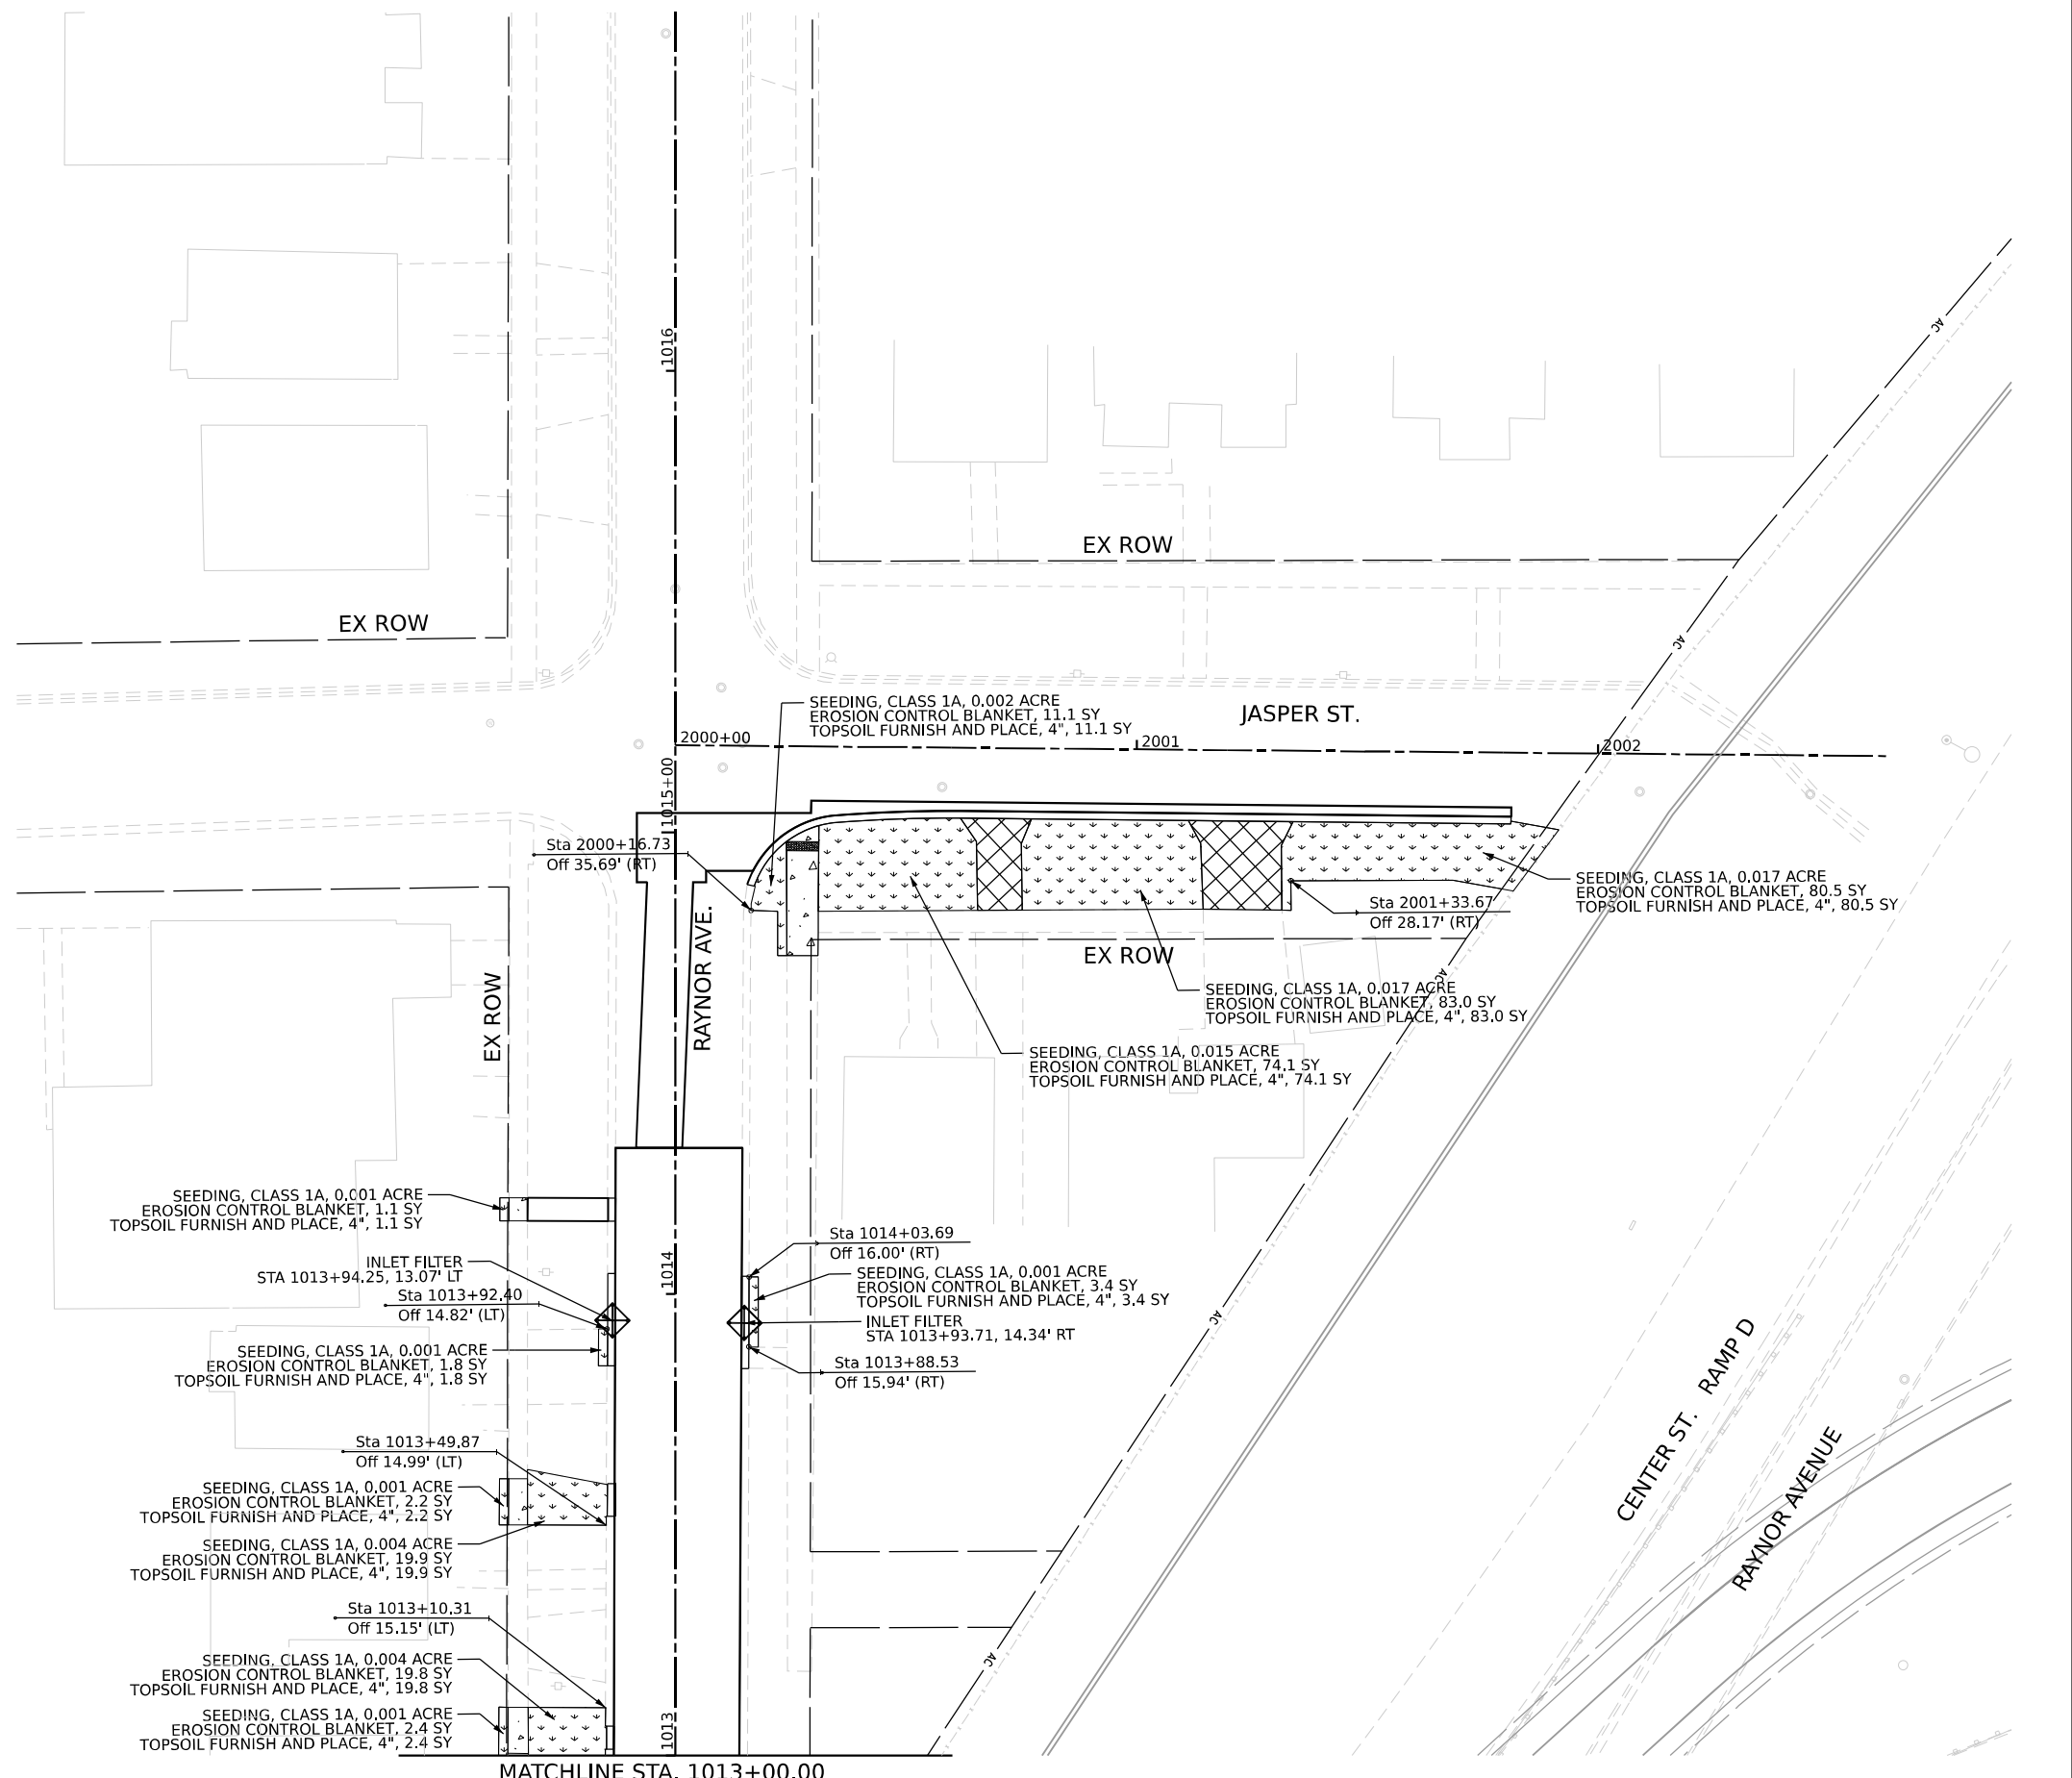 1016
EX ROW
EX ROW
AC
AC
SEEDING, CLASS 1A, 0.002 ACRE
EROSION CONTROL BLANKET, 11.1 SY
TOPSOIL FURNISH AND PLACE, 4", 11.1 SY
JASPER ST.
2000+00
2001
2002
1015+00
Sta 2000+16.73
Off 35.69' (RT)
SEEDING, CLASS 1A, 0.017 ACRE
EROSION CONTROL BLANKET, 80.5 SY
TOPSOIL FURNISH AND PLACE, 4", 80.5 SY
Sta 2001+33.67
Off 28.17' (RT)
RAYNOR AVE.
EX ROW
EX ROW
AC
SEEDING, CLASS 1A, 0.017 ACRE
EROSION CONTROL BLANKET, 83.0 SY
TOPSOIL FURNISH AND PLACE, 4", 83.0 SY
SEEDING, CLASS 1A, 0.015 ACRE
EROSION CONTROL BLANKET, 74.1 SY
TOPSOIL FURNISH AND PLACE, 4", 74.1 SY
SEEDING, CLASS 1A, 0.001 ACRE
EROSION CONTROL BLANKET, 1.1 SY
TOPSOIL FURNISH AND PLACE, 4", 1.1 SY
INLET FILTER
STA 1013+94.25, 13.07' LT
Sta 1013+92.40
Off 14.82' (LT)
SEEDING, CLASS 1A, 0.001 ACRE
EROSION CONTROL BLANKET, 1.8 SY
TOPSOIL FURNISH AND PLACE, 4", 1.8 SY
1014
Sta 1014+03.69
Off 16.00' (RT)
SEEDING, CLASS 1A, 0.001 ACRE
EROSION CONTROL BLANKET, 3.4 SY
TOPSOIL FURNISH AND PLACE, 4", 3.4 SY
INLET FILTER
STA 1013+93.71, 14.34' RT
Sta 1013+88.53
Off 15.94' (RT)
AC
CENTER ST. RAMP D
RAYNOR AVENUE
Sta 1013+49.87
Off 14.99' (LT)
SEEDING, CLASS 1A, 0.001 ACRE
EROSION CONTROL BLANKET, 2.2 SY
TOPSOIL FURNISH AND PLACE, 4", 2.2 SY
SEEDING, CLASS 1A, 0.004 ACRE
EROSION CONTROL BLANKET, 19.9 SY
TOPSOIL FURNISH AND PLACE, 4", 19.9 SY
Sta 1013+10.31
Off 15.15' (LT)
SEEDING, CLASS 1A, 0.004 ACRE
EROSION CONTROL BLANKET, 19.8 SY
TOPSOIL FURNISH AND PLACE, 4", 19.8 SY
SEEDING, CLASS 1A, 0.001 ACRE
EROSION CONTROL BLANKET, 2.4 SY
TOPSOIL FURNISH AND PLACE, 4", 2.4 SY
1013
AC
MATCHLINE STA. 1013+00.00